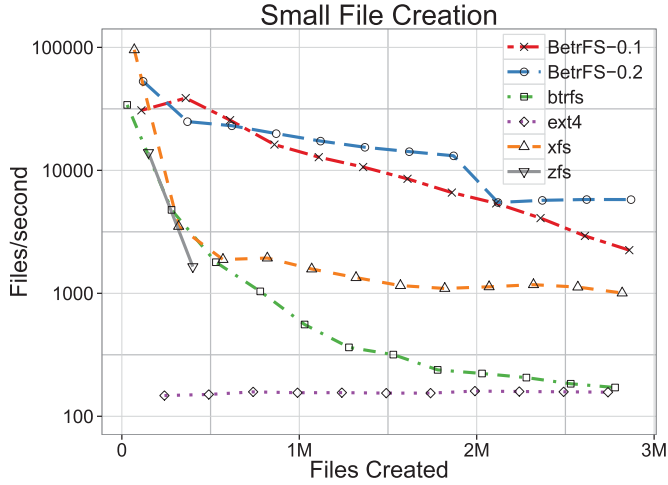 Small File Creation
100000
10000
1000
100
Files/second
BetrFS−0.1
BetrFS−0.2
btrfs
ext4
xfs
zfs
0
1M
2M
3M
Files Created